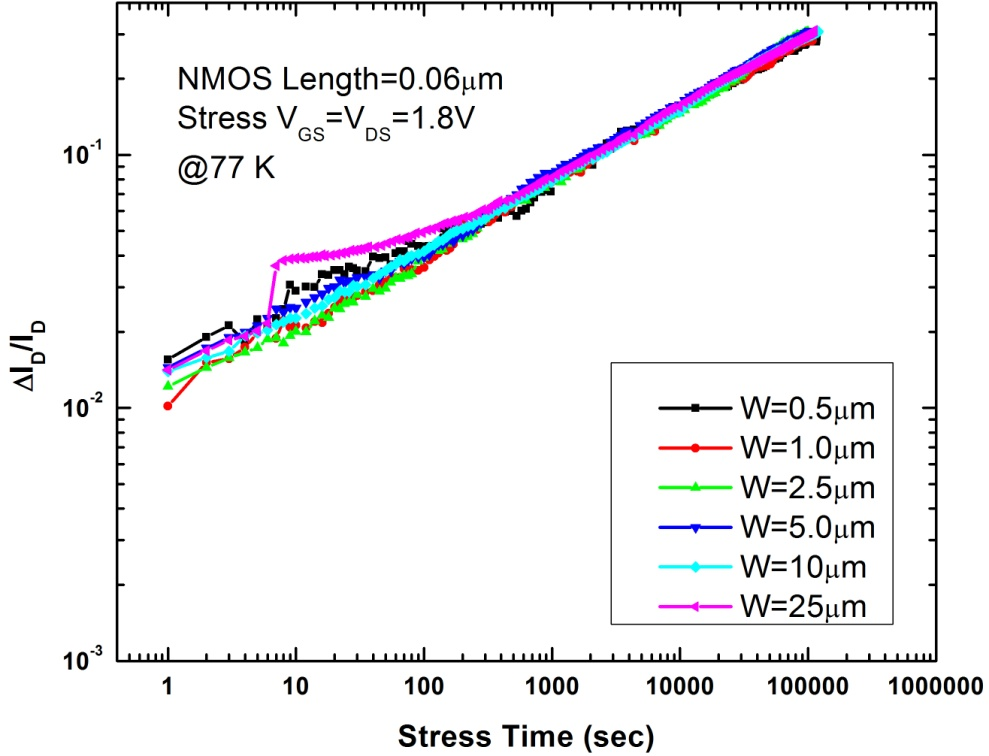 NMOS Length=0.06μm
Stress V_GS=V_DS=1.8V
@77 K
10^-1
10^-2
10^-3
ΔI_D/I_D
W=0.5μm
W=1.0μm
W=2.5μm
W=5.0μm
W=10μm
W=25μm
1 10 100 1000 10000 100000 1000000
Stress Time (sec)